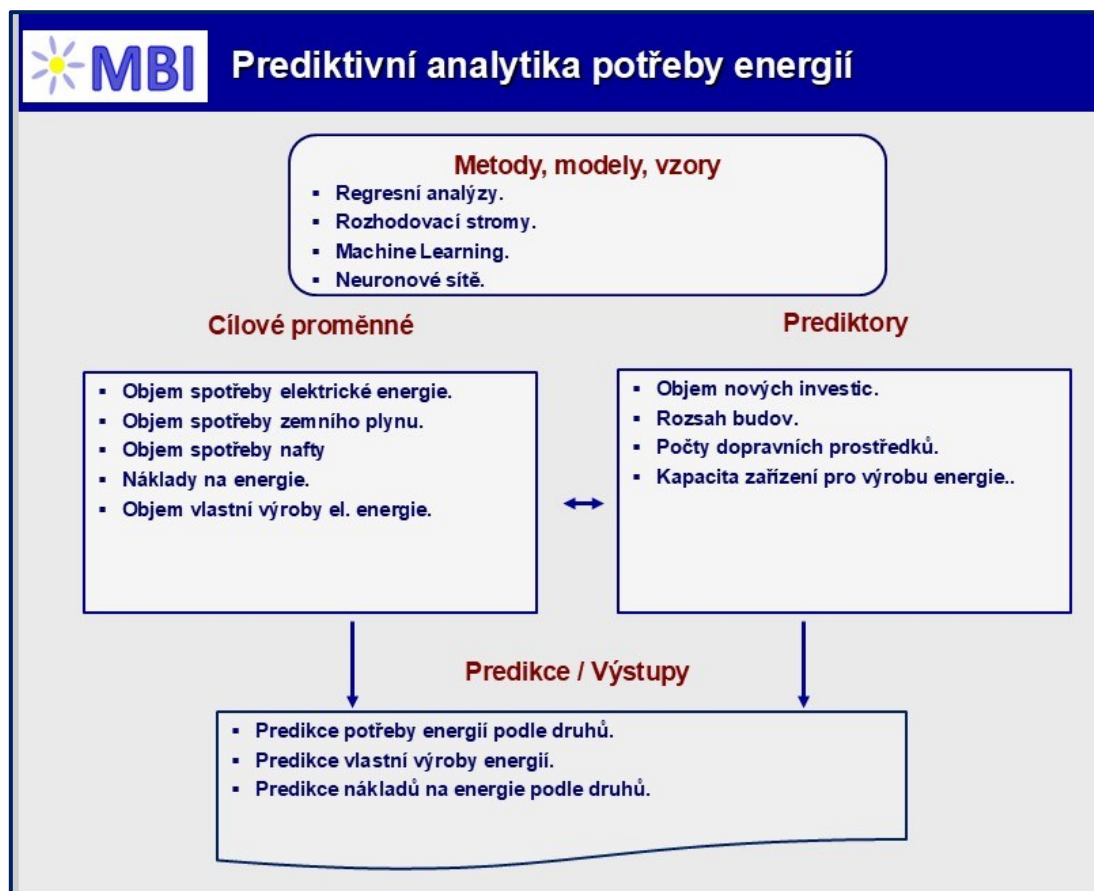 MBI
Prediktivní analytika potřeby energií
Metody, modely, vzory
▪ Regresní analýzy.
▪ Rozhodovací stromy.
▪ Machine Learning.
▪ Neuronové sítě.
Cílové proměnné
▪ Objem spotřeby elektrické energie.
▪ Objem spotřeby zemního plynu.
▪ Objem spotřeby nafty
▪ Náklady na energie.
▪ Objem vlastní výroby el. energie.
Prediktory
▪ Objem nových investic.
▪ Rozsah budov.
▪ Počty dopravních prostředků.
▪ Kapacita zařízení pro výrobu energie..
Predikce / Výstupy
▪ Predikce potřeby energií podle druhů.
▪ Predikce vlastní výroby energií.
▪ Predikce nákladů na energie podle druhů.